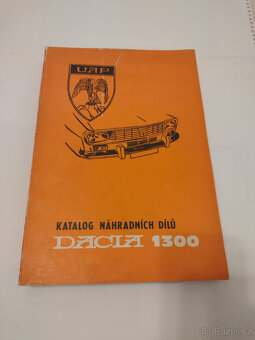 UAP
KATALOG NÁHRADNÍCH DÍLŮ
DACIA 1300